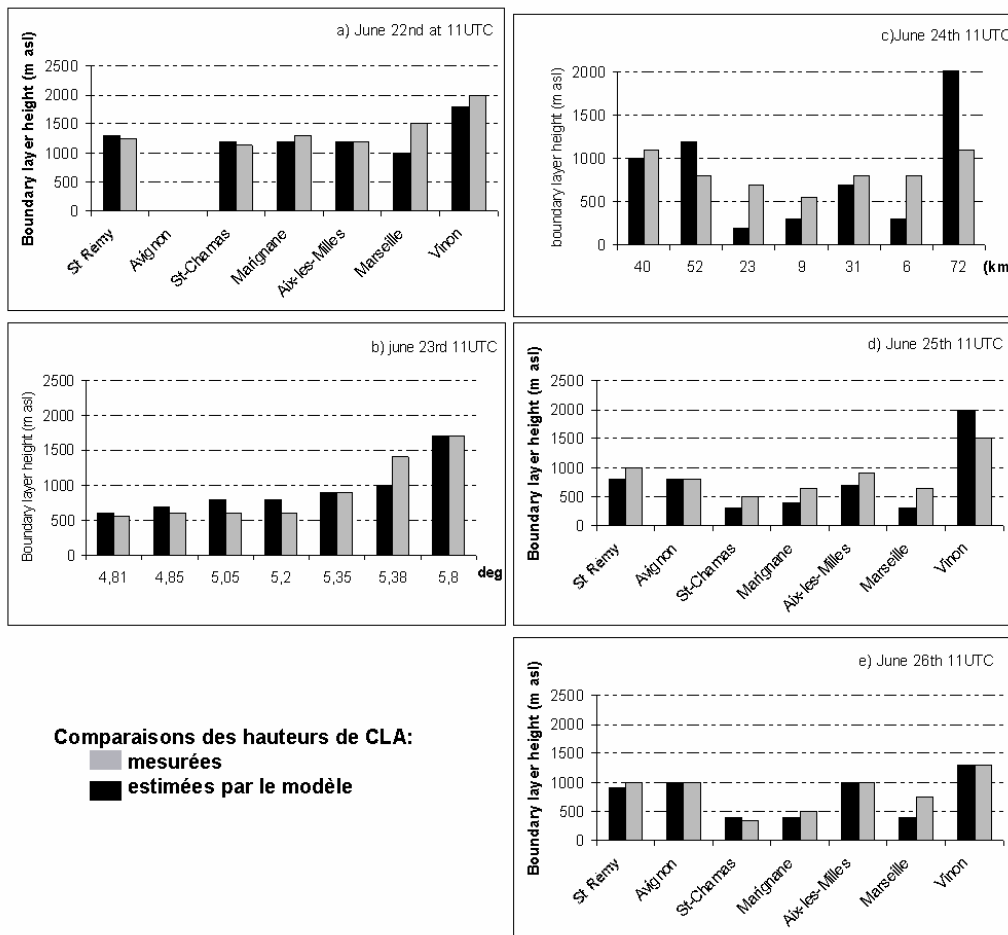 a) June 22nd at 11UTC
Boundary layer height (m asl)
2500
2000
1500
1000
500
0
St Rémy
Avignon
St-Chamas
Marignane
Aix-les-Milles
Marseille
Vinon
c)June 24th 11UTC
boundary layer height (m asl)
2000
1500
1000
500
0
40 52 23 9 31 6 72 (km
b) june 23rd 11UTC
Boundary layer height (m asl)
2500
2000
1500
1000
500
0
4,81 4,85 5,05 5,2 5,35 5,38 5,8 deg
d) June 25th 11UTC
Boundary layer height (m asl)
2500
2000
1500
1000
500
0
St Rémy
Avignon
St-Chamas
Marignane
Aix-les-Milles
Marseille
Vinon
Comparaisons des hauteurs de CLA:
mesurées
estimées par le modèle
e) June 26th 11UTC
Boundary layer height (m asl)
2500
2000
1500
1000
500
0
St Rémy
Avignon
St-Chamas
Marignane
Aix-les-Milles
Marseille
Vinon